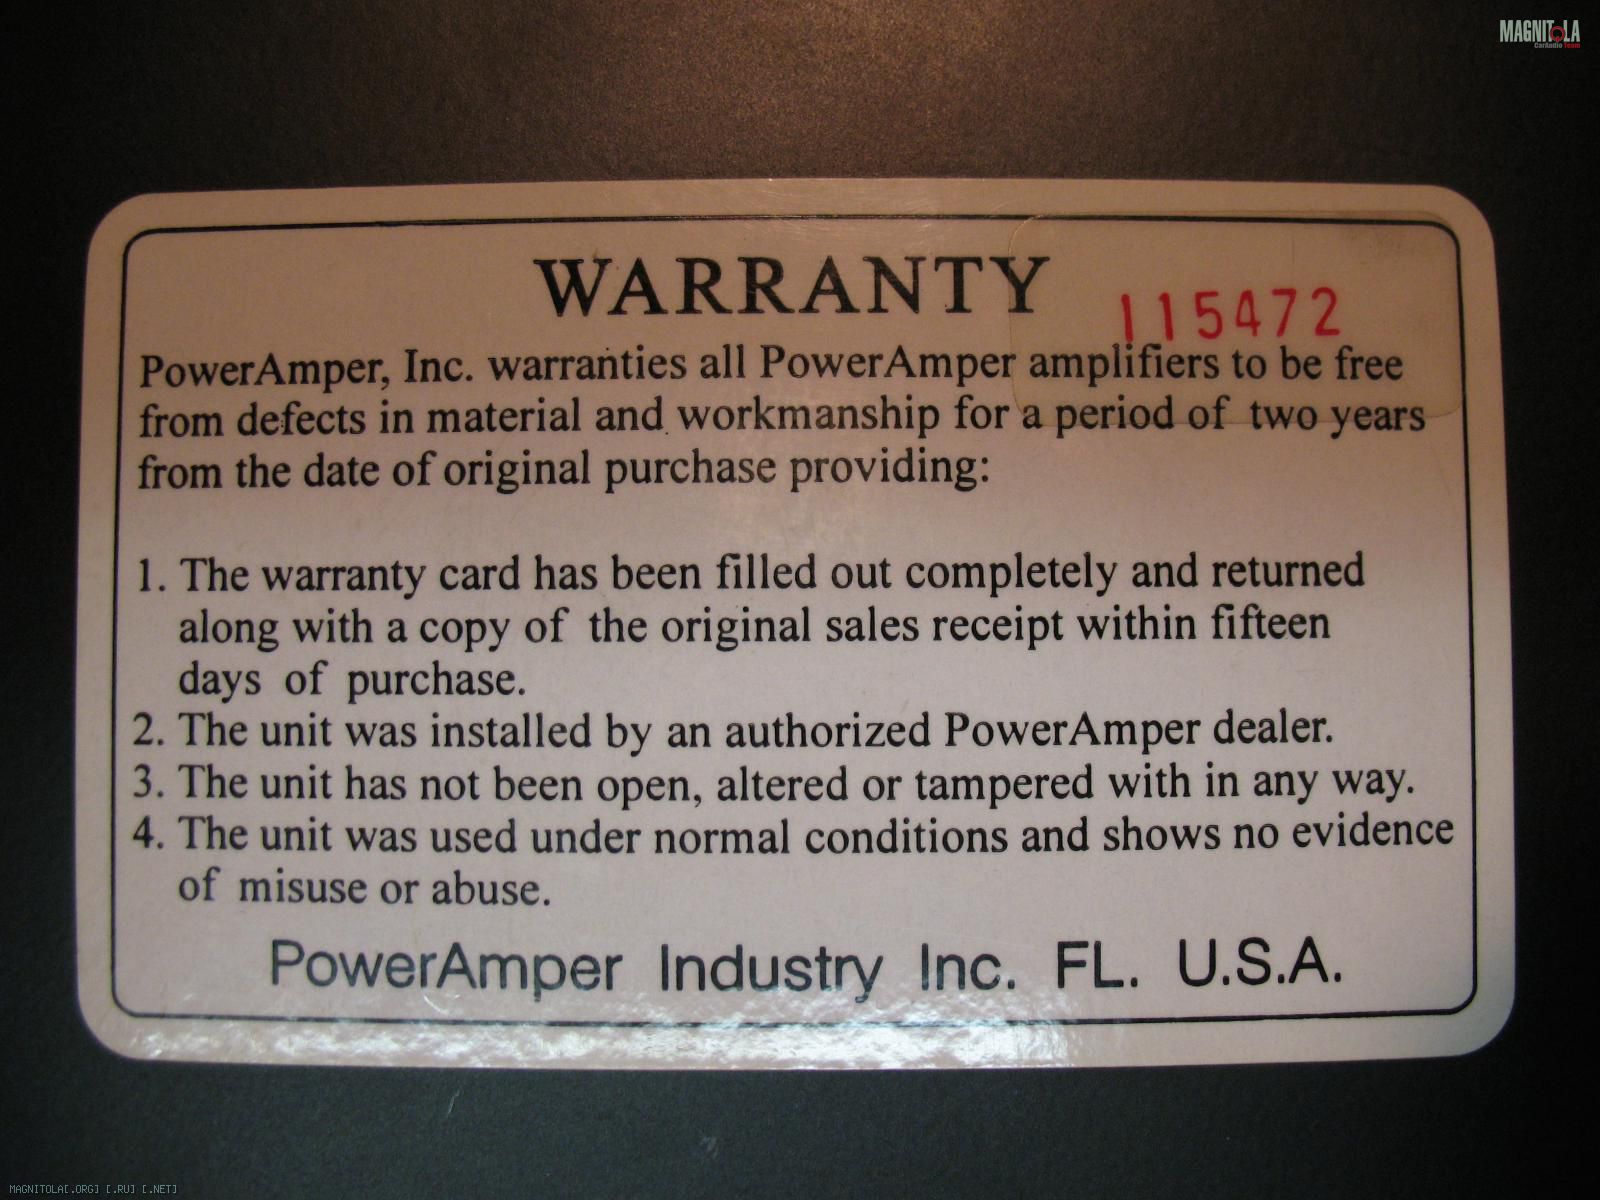 MAGNITOLA
CarAudio Team
WARRANTY
115472
PowerAmper, Inc. warranties all PowerAmper amplifiers to be free
from defects in material and workmanship for a period of two years
from the date of original purchase providing:
1. The warranty card has been filled out completely and returned
along with a copy of the original sales receipt within fifteen
days of purchase.
2. The unit was installed by an authorized PowerAmper dealer.
3. The unit has not been open, altered or tampered with in any way.
4. The unit was used under normal conditions and shows no evidence
of misuse or abuse.
PowerAmper Industry Inc. FL. U.S.A.
MAGNITOLA[.ORG] [.RU] [.NET]